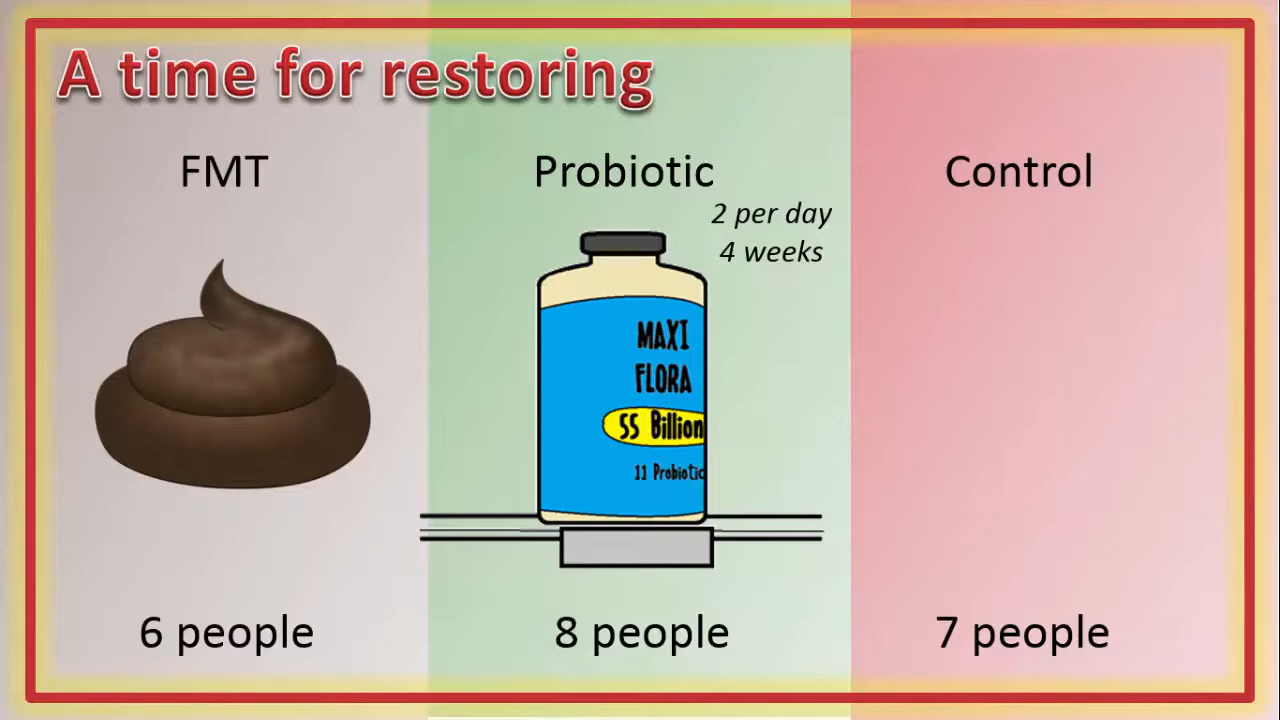 A time for restoring
FMT
Probiotic
Control
2 per day
4 weeks
MAXI
FLORA
55 Billion
11 Probiotic
6 people
8 people
7 people